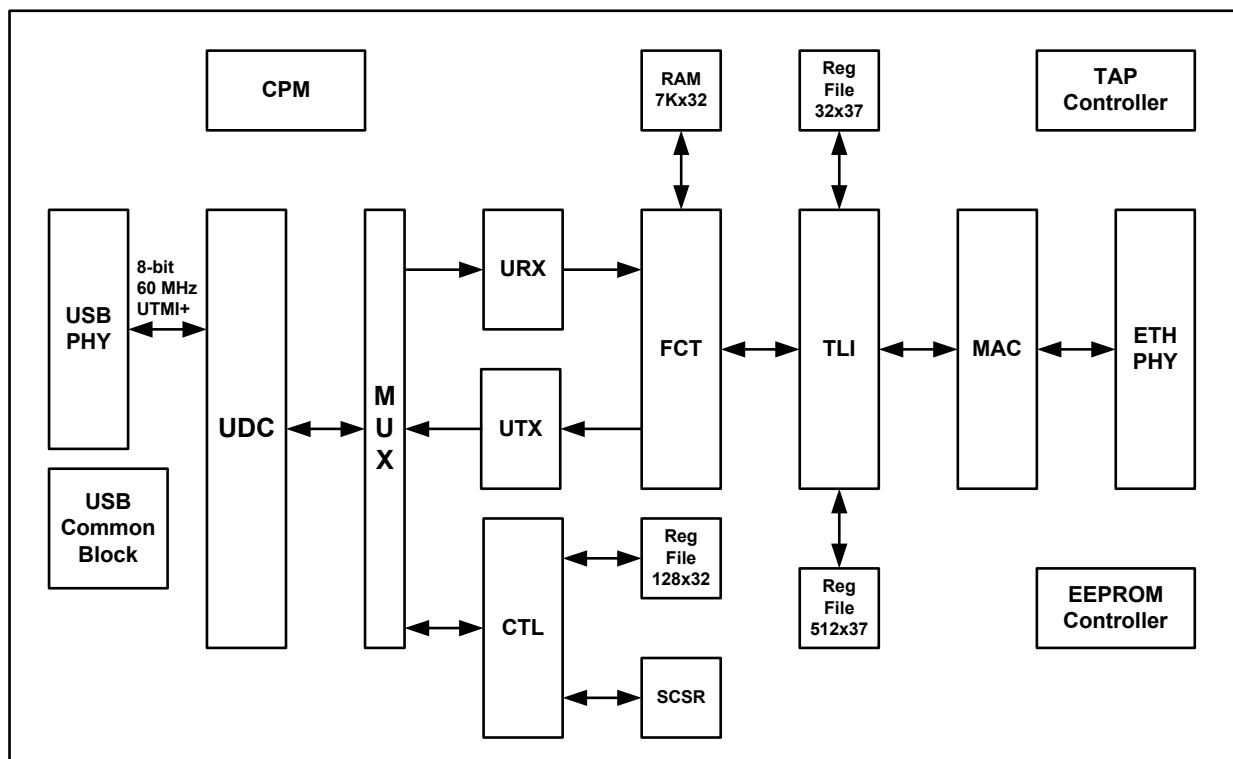 CPM
RAM
7Kx32
Reg
File
32x37
TAP
Controller
USB
PHY
8-bit
60 MHz
UTMI+
UDC
M
U
X
URX
UTX
FCT
TLI
MAC
ETH
PHY
USB
Common
Block
CTL
Reg
File
128x32
SCSR
Reg
File
512x37
EEPROM
Controller